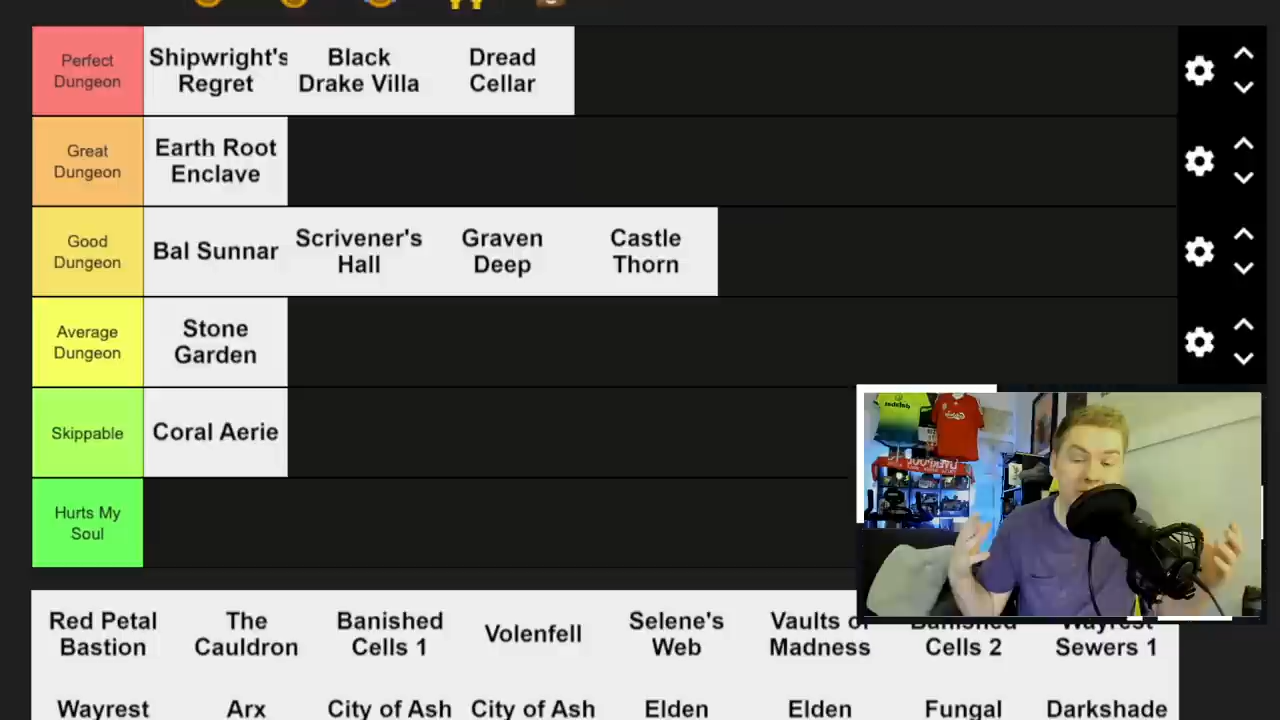 Perfect
Dungeon
Shipwright's
Regret
Black
Drake Villa
Dread
Cellar
Great
Dungeon
Earth Root
Enclave
Good
Dungeon
Bal Sunnar
Scrivener's
Hall
Graven
Deep
Castle
Thorn
Average
Dungeon
Stone
Garden
Skippable
Coral Aerie
Hurts My
Soul
Red Petal
Bastion
The
Cauldron
Banished
Cells 1
Volenfell
Selene's
Web
Vaults of
Madness
Banished
Cells 2
Wayrest
Sewers 1
Wayrest
Arx
City of Ash
City of Ash
Elden
Elden
Fungal
Darkshade